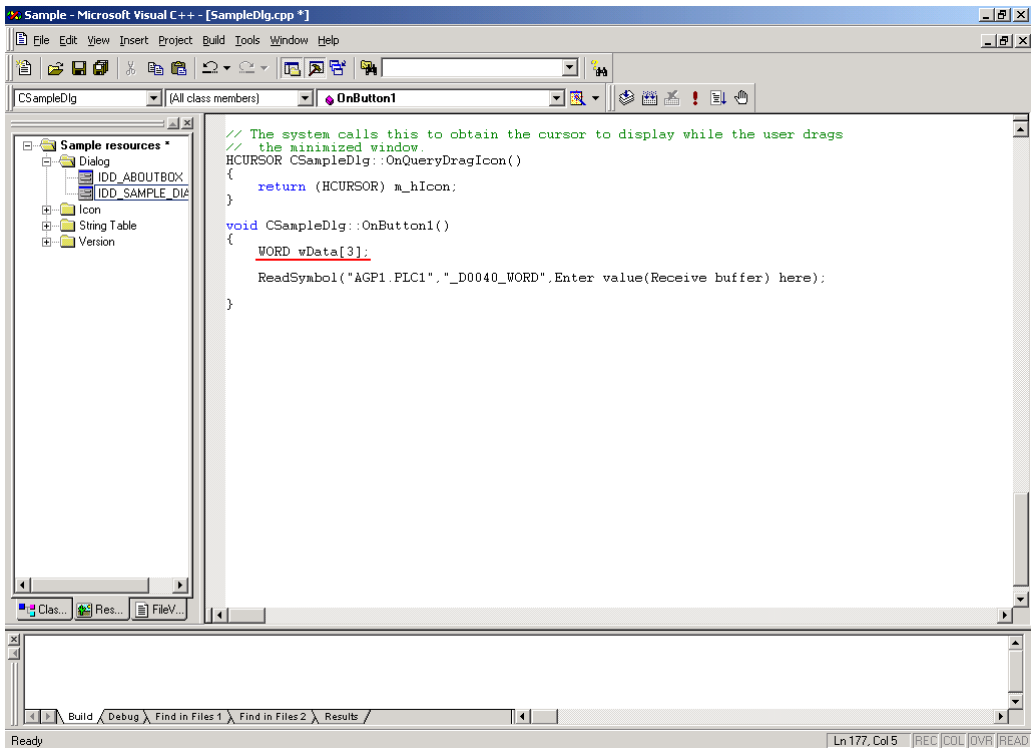 Sample - Microsoft Visual C++ - [SampleDlg.cpp *]
File Edit View Insert Project Build Tools Window Help
CSampleDlg (All class members) OnButton1
Sample resources *
Dialog
IDD_ABOUTBOX
IDD_SAMPLE_DIA
Icon
String Table
Version
// The system calls this to obtain the cursor to display while the user drags
//  the minimized window.
HCURSOR CSampleDlg::OnQueryDragIcon()
{
    return (HCURSOR) m_hIcon;
}
void CSampleDlg::OnButton1()
{
    WORD wData[3];
    ReadSymbol("AGP1.PLC1","_D0040_WORD",Enter value(Receive buffer) here);
}
Clas... Res... FileV...
Build Debug Find in Files 1 Find in Files 2 Results
Ready Ln 177, Col 5 REC COL OVR READ